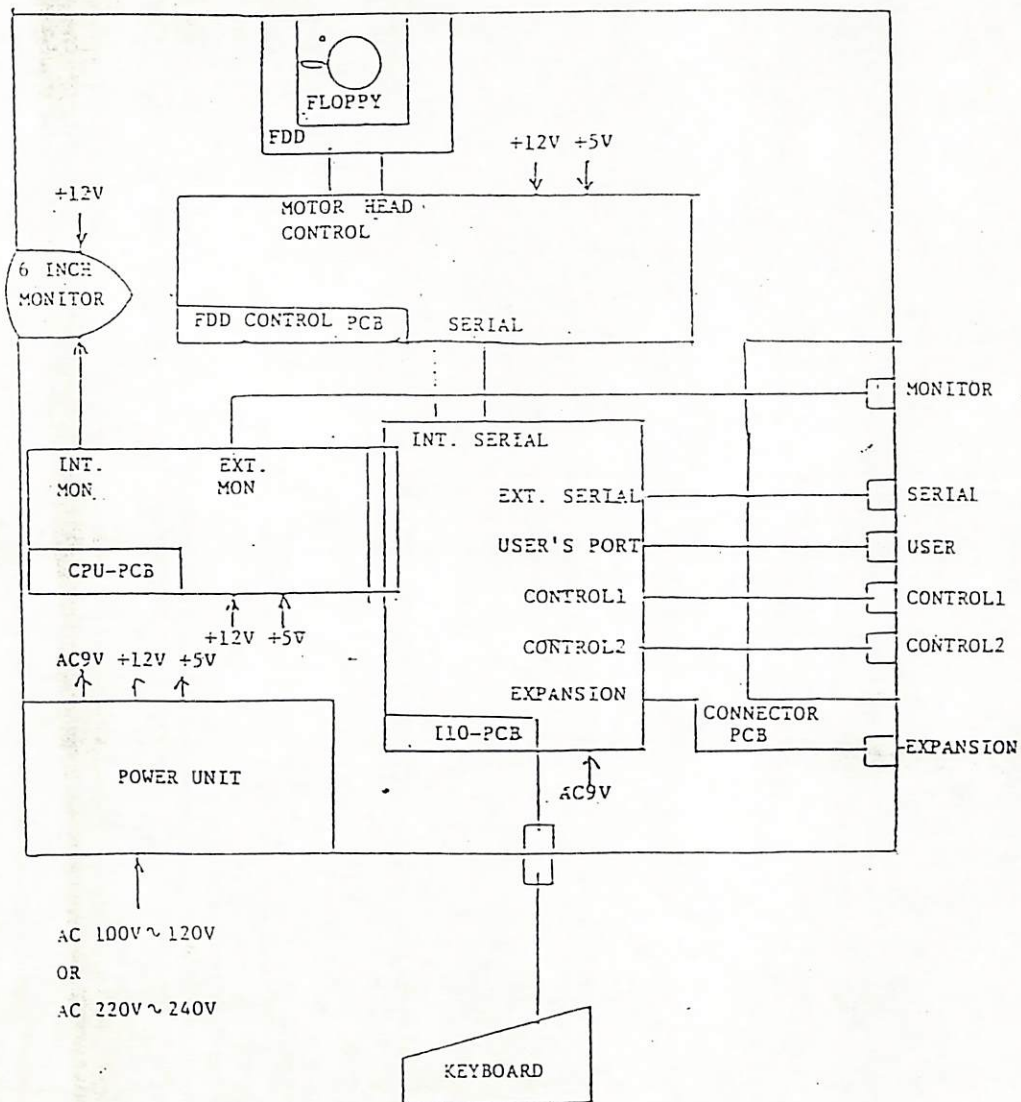 FLOPPY
FDD
+12V +5V
+12V
MOTOR HEAD
CONTROL
6 INCH
MONITOR
FDD CONTROL PCB
SERIAL
MONITOR
INT. SERIAL
INT.
MON
EXT.
MON
EXT. SERIAL
SERIAL
USER'S PORT
USER
CPU-PCB
CONTROL1
CONTROL1
+12V +5V
CONTROL2
CONTROL2
AC9V +12V +5V
EXPANSION
CONNECTOR
PCB
I10-PCB
EXPANSION
POWER UNIT
AC9V
AC 100V ~ 120V
OR
AC 220V ~ 240V
KEYBOARD